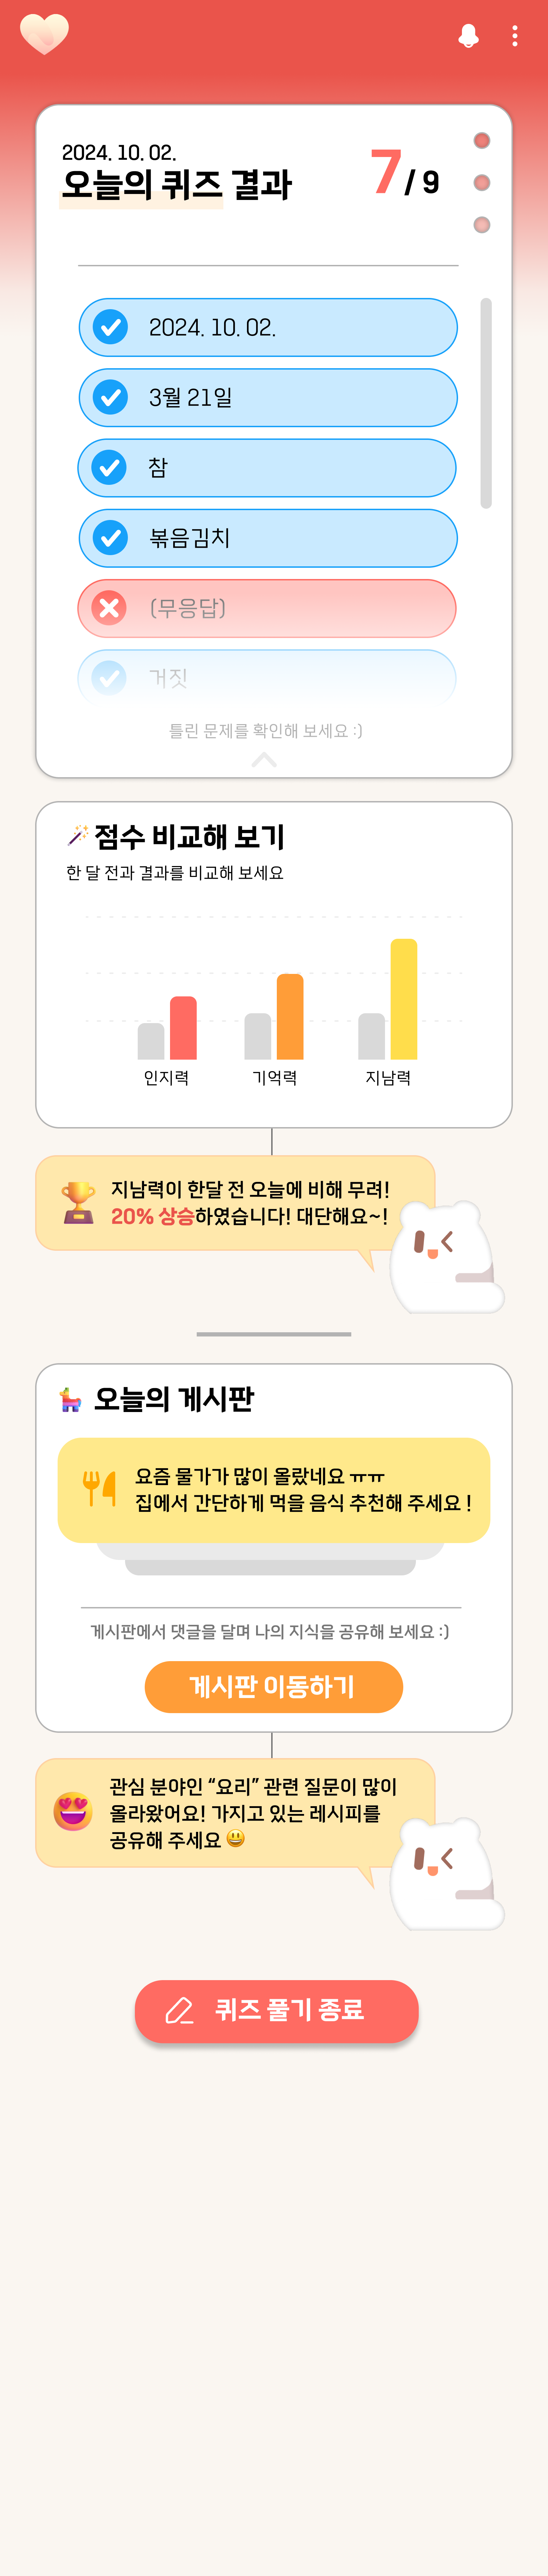 2024. 10. 02.
오늘의 퀴즈 결과
7 / 9
2024. 10. 02.
3월 21일
참
볶음김치
(무응답)
거짓
틀린 문제를 확인해 보세요 :)
점수 비교해 보기
한 달 전과 결과를 비교해 보세요
인지력 기억력 지남력
지남력이 한달 전 오늘에 비해 무려!
20% 상승하였습니다! 대단해요~!
오늘의 게시판
요즘 물가가 많이 올랐네요 ㅠㅠ
집에서 간단하게 먹을 음식 추천해 주세요 !
게시판에서 댓글을 달며 나의 지식을 공유해 보세요 :)
게시판 이동하기
관심 분야인 “요리” 관련 질문이 많이
올라왔어요! 가지고 있는 레시피를
공유해 주세요 😃
퀴즈 풀기 종료